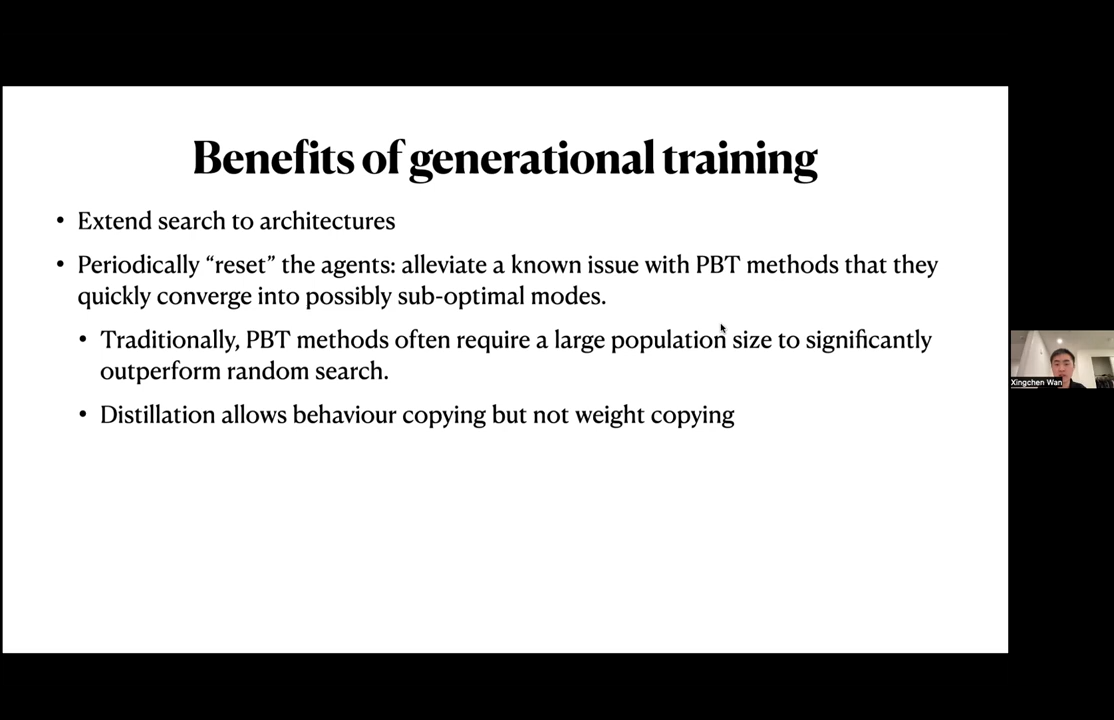 Benefits of generational training
• Extend search to architectures
• Periodically “reset” the agents: alleviate a known issue with PBT methods that they
quickly converge into possibly sub-optimal modes.
• Traditionally, PBT methods often require a large population size to significantly
outperform random search.
• Distillation allows behaviour copying but not weight copying
Xingchen Wan